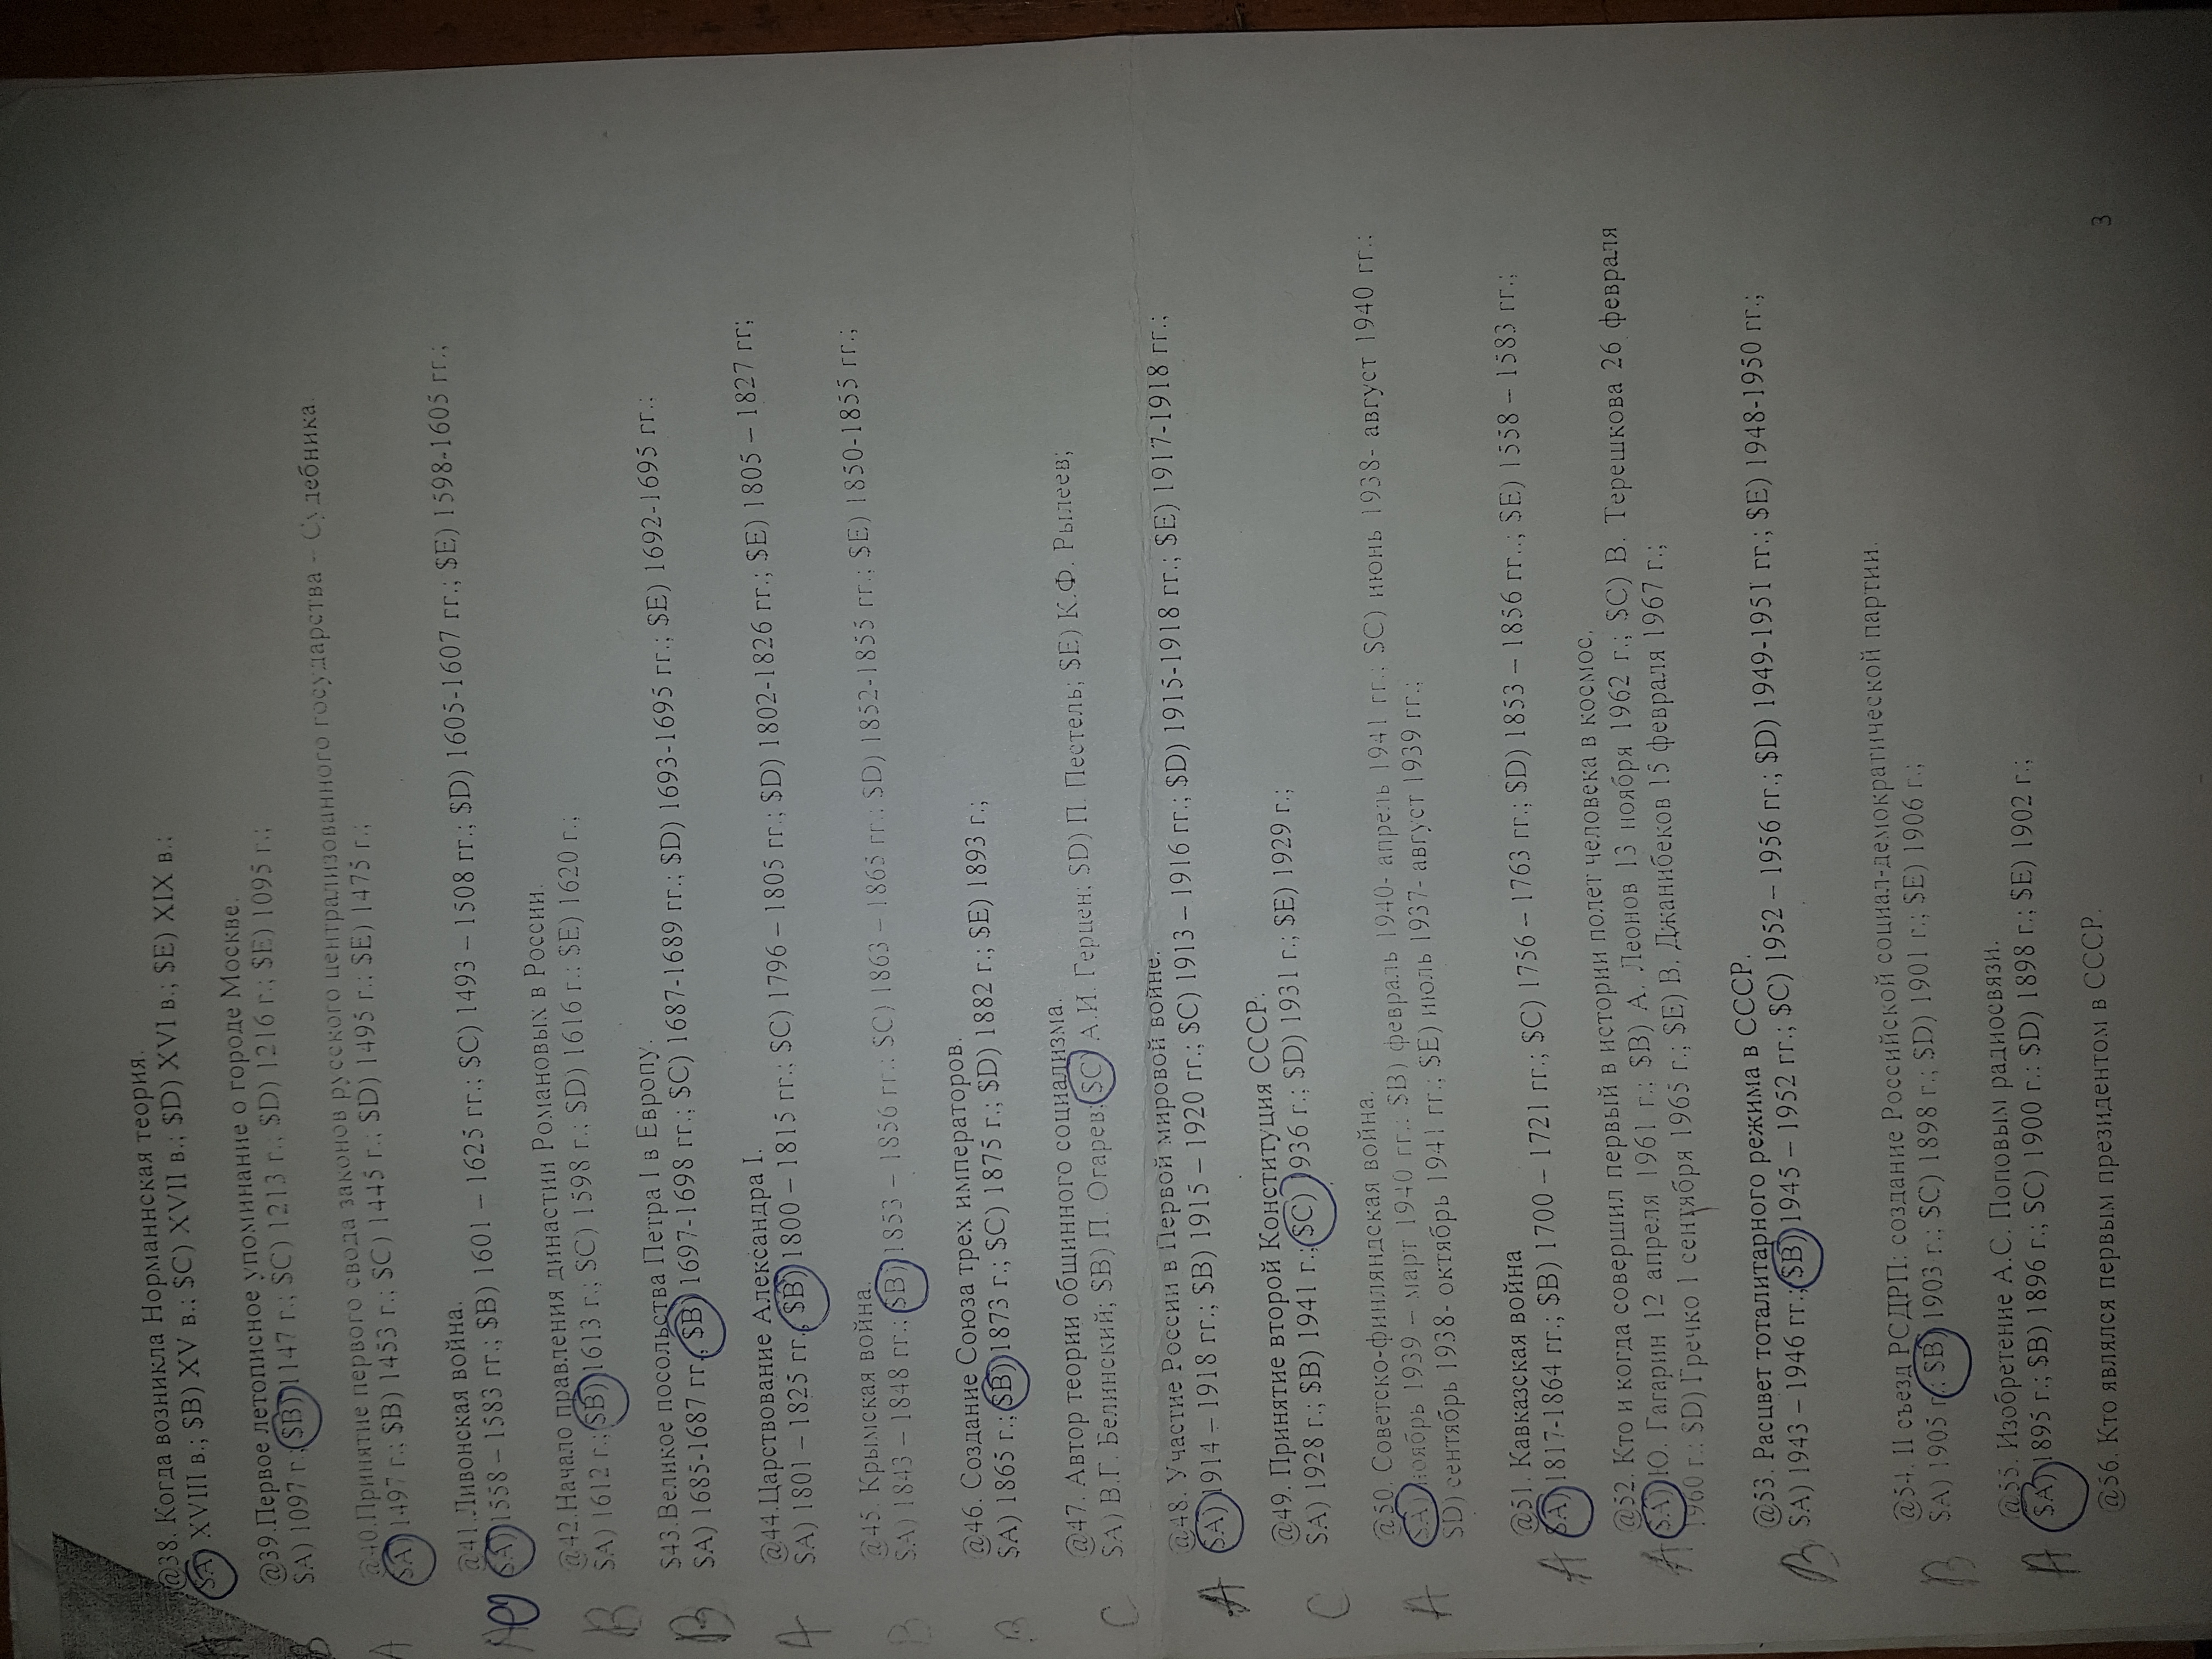 @38. Когда возникла Норманнская теория.
A $A) XVIII в.; $B) XV в.; $C) XVII в.; $D) XVI в.; $E) XIX в.;
@39.Первое летописное упоминание о городе Москве.
B $A) 1097 г.; $B) 1147 г.; $C) 1213 г.; $D) 1216 г.; $E) 1095 г.;
@40.Принятие первого свода законов русского централизованного государства – Судебника.
A $A) 1497 г.; $B) 1453 г.; $C) 1445 г.; $D) 1495 г.; $E) 1475 г.;
@41.Ливонская война.
A $A) 1558 – 1583 гг.; $B) 1601 – 1625 гг.; $C) 1493 – 1508 гг.; $D) 1605-1607 гг.; $E) 1598-1605 гг.;
@42.Начало правления династии Романовых в России.
B $A) 1612 г.; $B) 1613 г.; $C) 1598 г.; $D) 1616 г.; $E) 1620 г.;
$43.Великое посольства Петра I в Европу.
B $A) 1685-1687 гг.; $B) 1697-1698 гг.; $C) 1687-1689 гг.; $D) 1693-1695 гг.; $E) 1692-1695 гг.;
@44.Царствование Александра I.
A $A) 1801 – 1825 гг.; $B) 1800 – 1815 гг.; $C) 1796 – 1805 гг.; $D) 1802-1826 гг.; $E) 1805 – 1827 гг;
@45. Крымская война.
B $A) 1843 – 1848 гг.; $B) 1853 – 1856 гг.; $C) 1863 – 1865 гг.; $D) 1852-1855 гг.; $E) 1850-1855 гг.;
@46. Создание Союза трех императоров.
B $A) 1865 г.; $B) 1873 г.; $C) 1875 г.; $D) 1882 г.; $E) 1893 г.;
@47. Автор теории общинного социализма.
C $A) В.Г. Белинский; $B) П. Огарев; $C) А.И. Герцен; $D) П. Пестель; $E) К.Ф. Рылеев;
@48. Участие России в Первой мировой войне.
A $A) 1914 – 1918 гг.; $B) 1915 – 1920 гг.; $C) 1913 – 1916 гг.; $D) 1915-1918 гг.; $E) 1917-1918 гг.;
@49. Принятие второй Конституция СССР.
C $A) 1928 г.; $B) 1941 г.; $C) 1936 г.; $D) 1931 г.; $E) 1929 г.;
@50. Советско-финляндская война.
A $A) ноябрь 1939 – март 1940 гг.; $B) февраль 1940- апрель 1941 гг.; $C) июнь 1938- август 1940 гг.;
$D) сентябрь 1938- октябрь 1941 гг.; $E) июль 1937- август 1939 гг.;
@51. Кавказская война
A $A) 1817-1864 гг.; $B) 1700 – 1721 гг.; $C) 1756 – 1763 гг.; $D) 1853 – 1856 гг..; $E) 1558 – 1583 гг.;
@52. Кто и когда совершил первый в истории полет человека в космос.
A $A) Ю. Гагарин 12 апреля 1961 г.; $B) А. Леонов 13 ноября 1962 г.; $C) В. Терешкова 26 февраля
1960 г.; $D) Гречко 1 сентября 1965 г.; $E) В. Джанибеков 15 февраля 1967 г.;
@53. Расцвет тоталитарного режима в СССР.
B $A) 1943 – 1946 гг.; $B) 1945 – 1952 гг.; $C) 1952 – 1956 гг.; $D) 1949-1951 гг.; $E) 1948-1950 гг.;
@54. II съезд РСДРП: создание Российской социал-демократической партии.
B $A) 1905 г.; $B) 1903 г.; $C) 1898 г.; $D) 1901 г.; $E) 1906 г.;
@55. Изобретение А.С. Поповым радиосвязи.
A $A) 1895 г.; $B) 1896 г.; $C) 1900 г.; $D) 1898 г.; $E) 1902 г.;
@56. Кто являлся первым президентом в СССР.
3